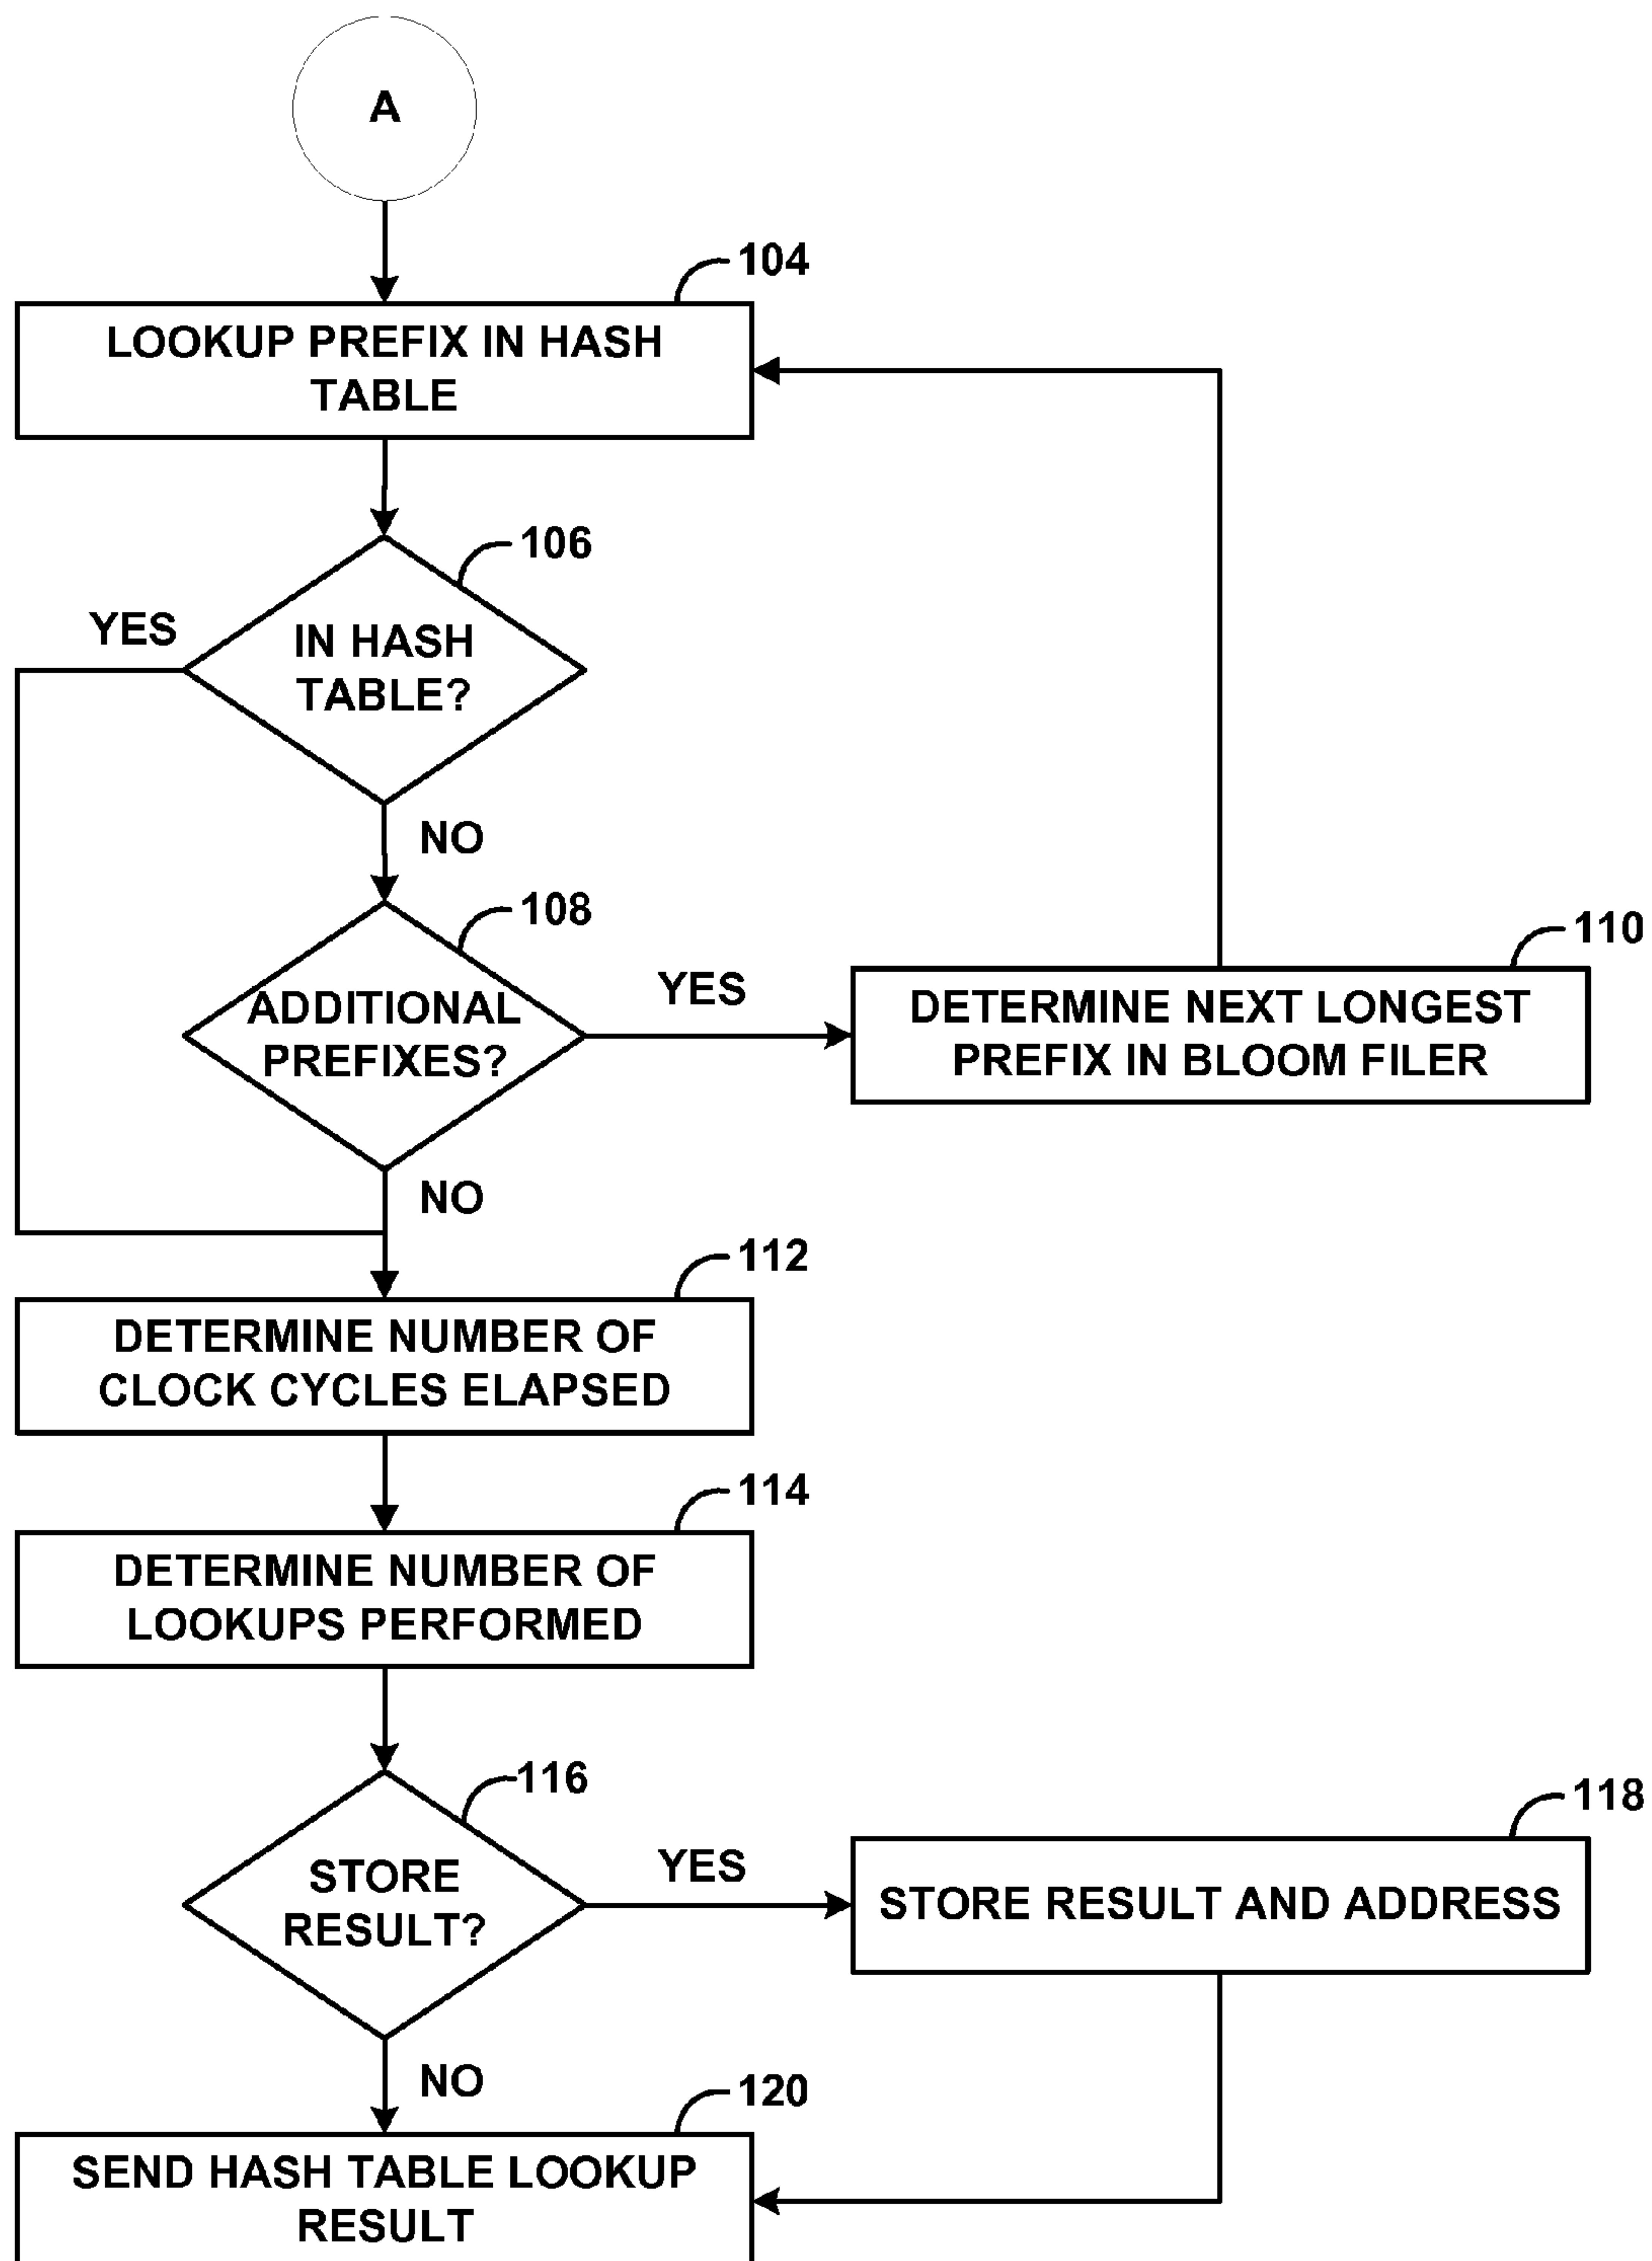 A
104
LOOKUP PREFIX IN HASH
TABLE
106
YES
IN HASH
TABLE?
NO
108
110
ADDITIONAL
PREFIXES?
YES
DETERMINE NEXT LONGEST
PREFIX IN BLOOM FILER
NO
112
DETERMINE NUMBER OF
CLOCK CYCLES ELAPSED
114
DETERMINE NUMBER OF
LOOKUPS PERFORMED
116
118
STORE
RESULT?
YES
STORE RESULT AND ADDRESS
NO
120
SEND HASH TABLE LOOKUP
RESULT